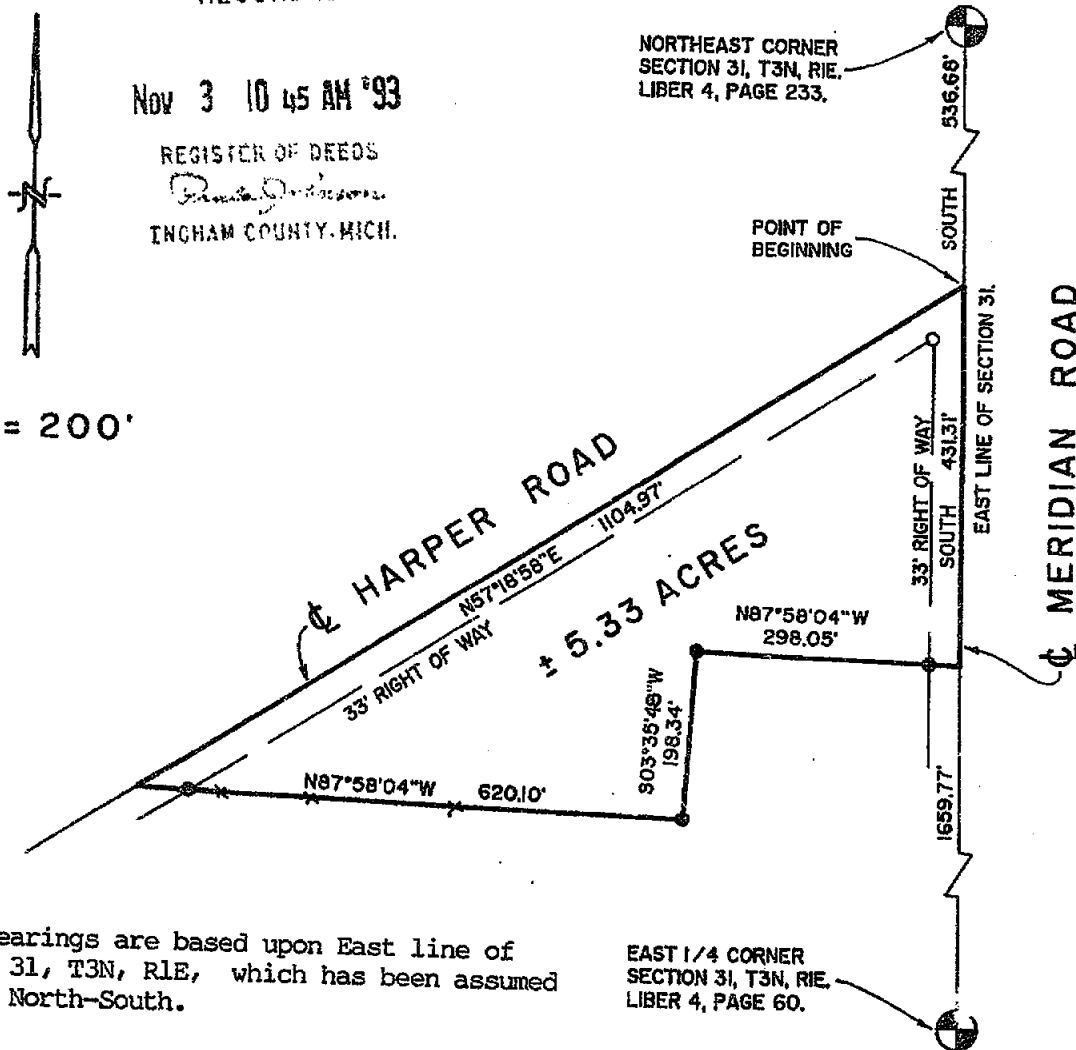 Nov 3 10 45 AM '93
REGISTER OF DEEDS
INGHAM COUNTY, MICH.
N
= 200'
NORTHEAST CORNER
SECTION 31, T3N, R1E,
LIBER 4, PAGE 233.
536.68'
SOUTH
POINT OF
BEGINNING
EAST LINE OF SECTION 31.
℄ MERIDIAN ROAD
33' RIGHT OF WAY
SOUTH 431.31'
℄ HARPER ROAD
N57°18'58"E 1104.97'
33' RIGHT OF WAY
± 5.33 ACRES
N87°58'04"W
298.05'
S03°36'48"W
198.34'
N87°58'04"W 620.10'
1659.77'
earings are based upon East line of
31, T3N, R1E, which has been assumed
North-South.
EAST 1/4 CORNER
SECTION 31, T3N, R1E,
LIBER 4, PAGE 60.